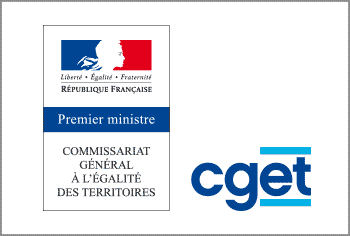 Liberté • Égalité • Fraternité
RÉPUBLIQUE FRANÇAISE
Premier ministre
COMMISSARIAT
GÉNÉRAL
À L'ÉGALITÉ
DES TERRITOIRES
cget